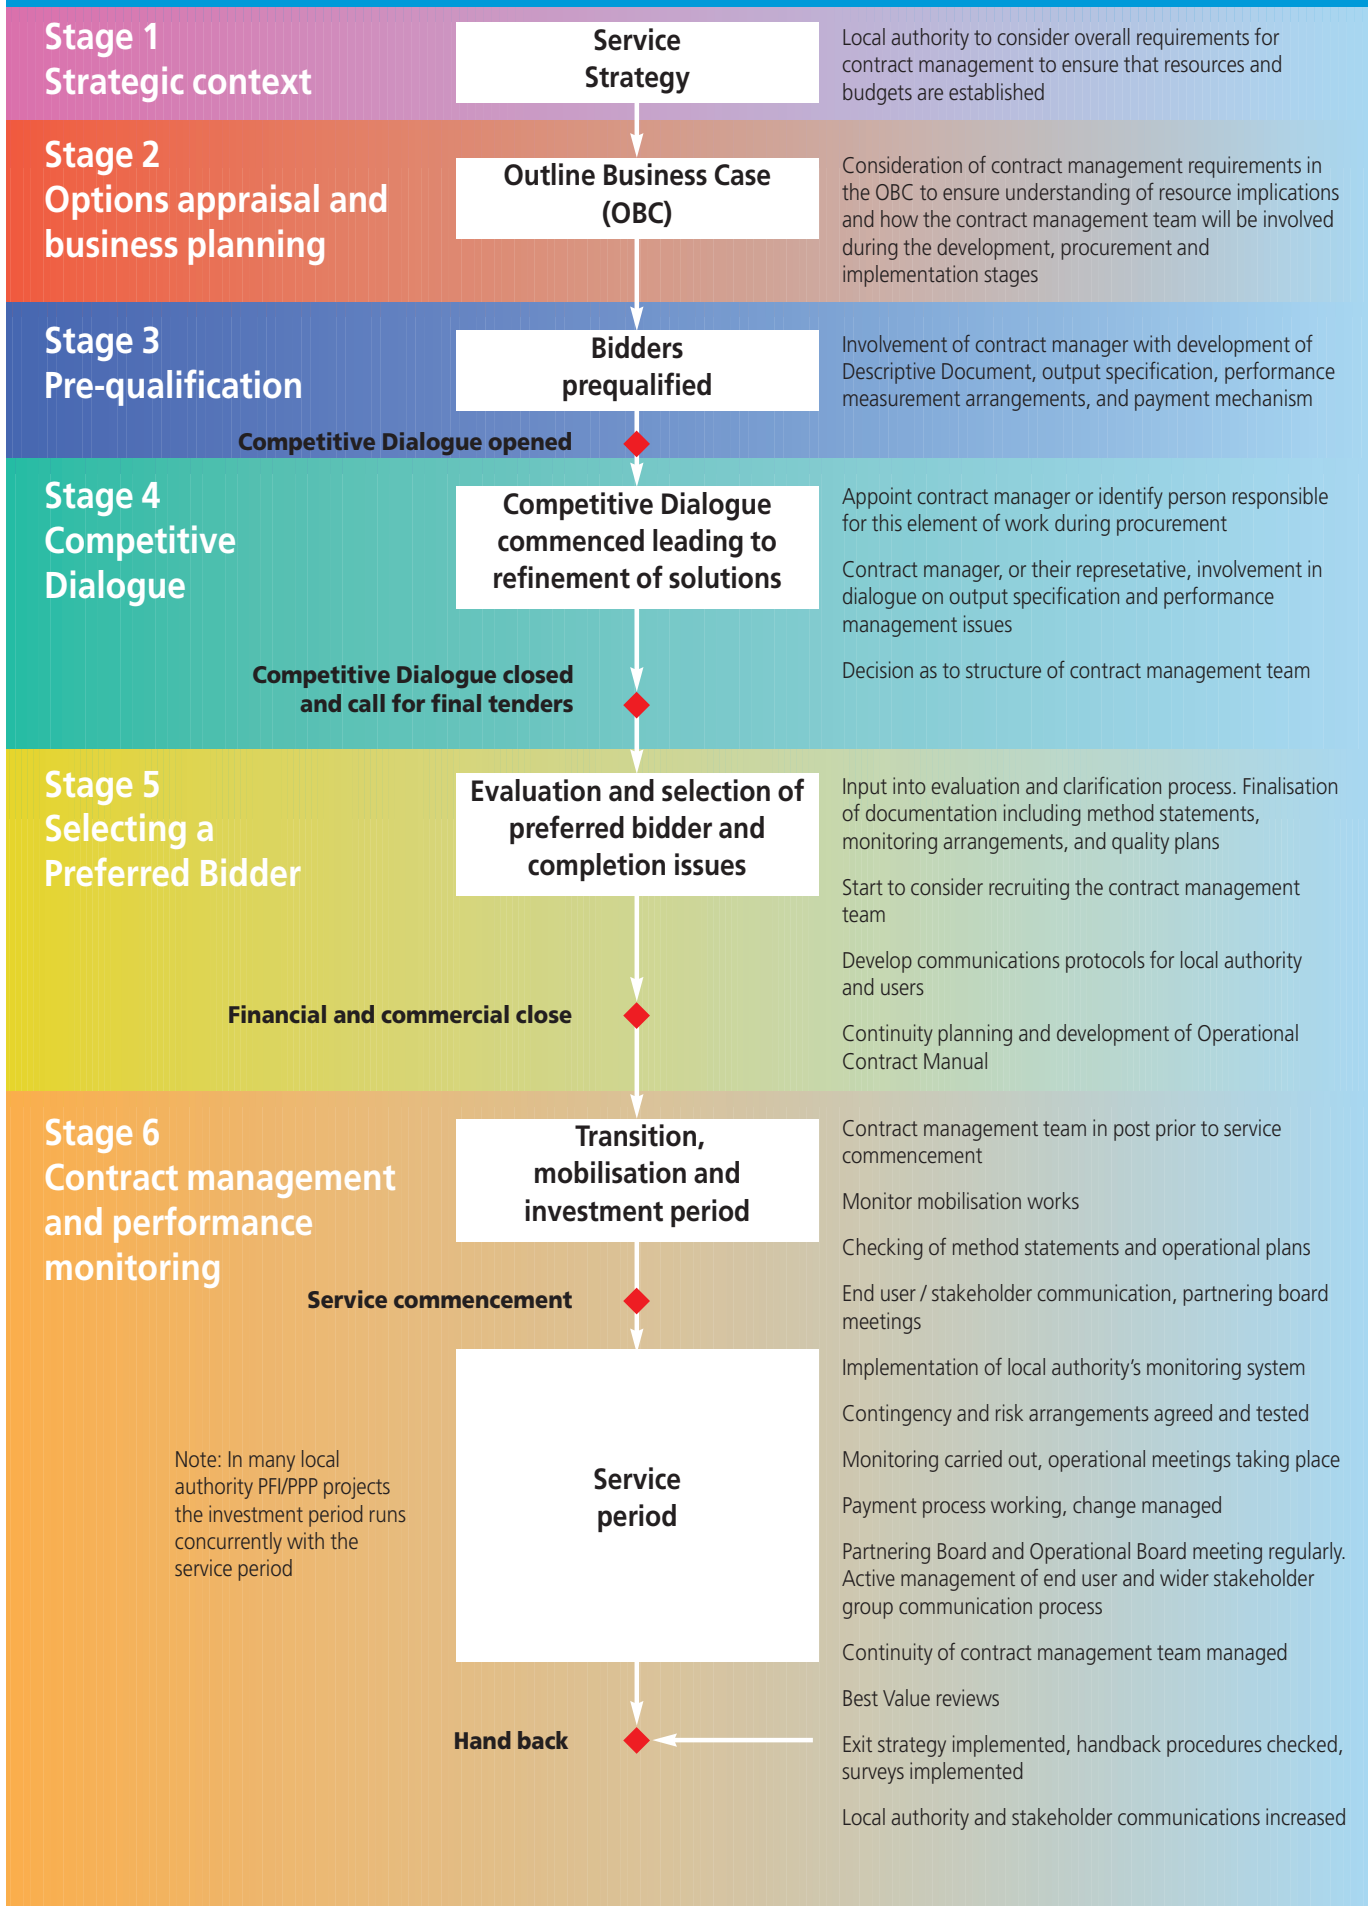 Stage 1
Strategic context
Service
Strategy
Local authority to consider overall requirements for
contract management to ensure that resources and
budgets are established
Stage 2
Options appraisal and
business planning
Outline Business Case
(OBC)
Consideration of contract management requirements in
the OBC to ensure understanding of resource implications
and how the contract management team will be involved
during the development, procurement and
implementation stages
Stage 3
Pre-qualification
Bidders
prequalified
Involvement of contract manager with development of
Descriptive Document, output specification, performance
measurement arrangements, and payment mechanism
Competitive Dialogue opened
Stage 4
Competitive
Dialogue
Competitive Dialogue
commenced leading to
refinement of solutions
Appoint contract manager or identify person responsible
for this element of work during procurement
Contract manager, or their represetative, involvement in
dialogue on output specification and performance
management issues
Decision as to structure of contract management team
Competitive Dialogue closed
and call for final tenders
Stage 5
Selecting a
Preferred Bidder
Evaluation and selection of
preferred bidder and
completion issues
Input into evaluation and clarification process. Finalisation
of documentation including method statements,
monitoring arrangements, and quality plans
Start to consider recruiting the contract management
team
Develop communications protocols for local authority
and users
Continuity planning and development of Operational
Contract Manual
Financial and commercial close
Stage 6
Contract management
and performance
monitoring
Transition,
mobilisation and
investment period
Contract management team in post prior to service
commencement
Monitor mobilisation works
Checking of method statements and operational plans
End user / stakeholder communication, partnering board
meetings
Service commencement
Implementation of local authority's monitoring system
Contingency and risk arrangements agreed and tested
Monitoring carried out, operational meetings taking place
Payment process working, change managed
Partnering Board and Operational Board meeting regularly.
Active management of end user and wider stakeholder
group communication process
Continuity of contract management team managed
Best Value reviews
Exit strategy implemented, handback procedures checked,
surveys implemented
Local authority and stakeholder communications increased
Note: In many local
authority PFI/PPP projects
the investment period runs
concurrently with the
service period
Service
period
Hand back